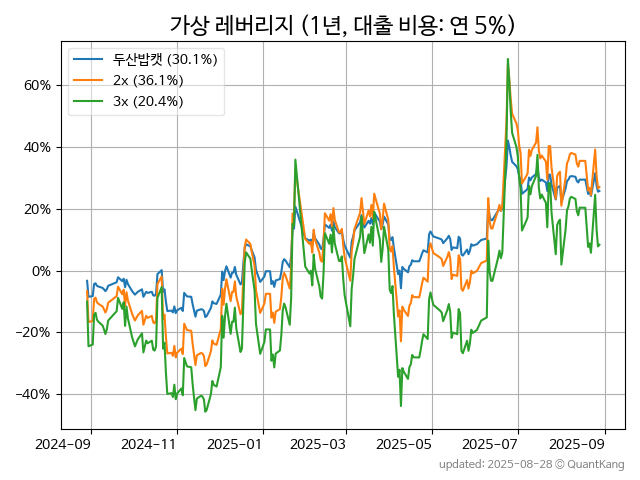 가상 레버리지 (1년, 대출 비용: 연 5%)
두산밥캣 (30.1%)
2x (36.1%)
3x (20.4%)
60%
40%
20%
0%
−20%
−40%
2024-09 2024-11 2025-01 2025-03 2025-05 2025-07 2025-09
updated: 2025-08-28 © QuantKang